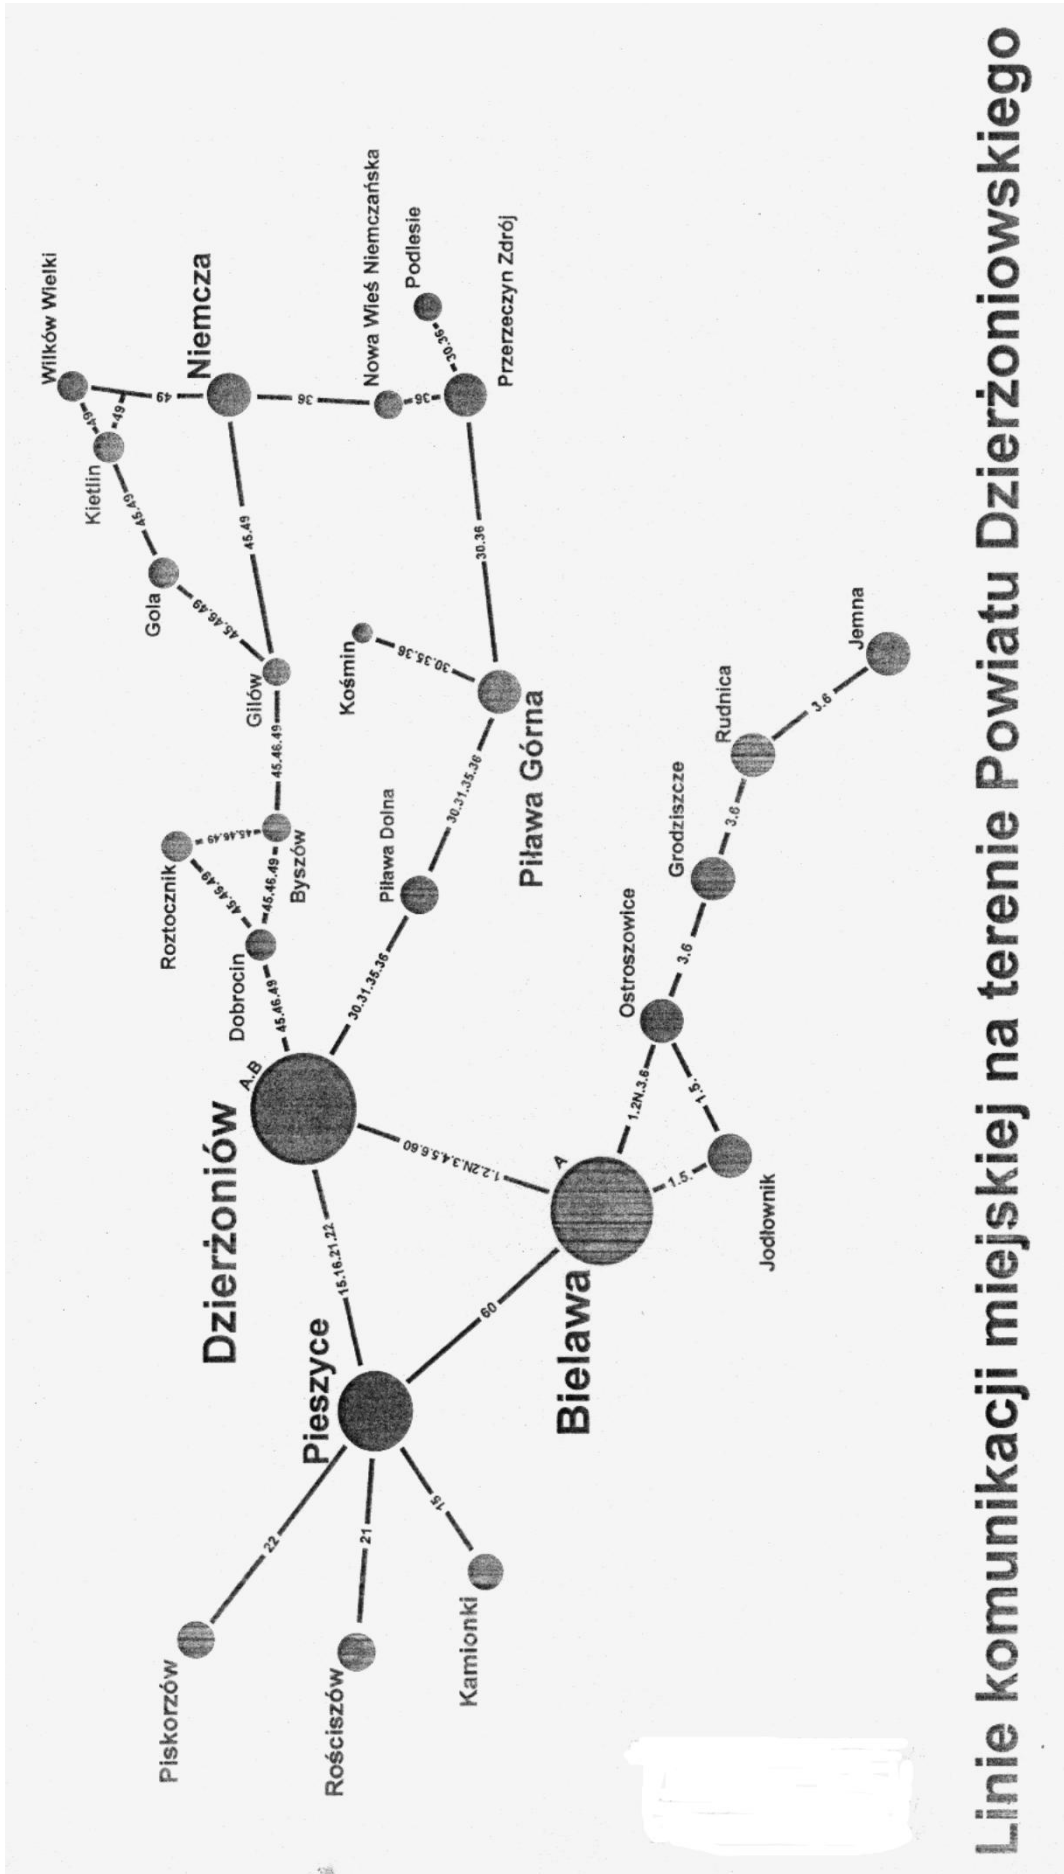 Wilków Wielki
49
49
49
Kietlin
45.49
Gola
45.46.49
Niemcza
45.49
Gilów
36
Nowa Wieś Niemczańska
36
Podlesie
30.36
Przerzeczyn Zdrój
30.36
Kośmin
30.35.36
Piława Górna
30.31.35.36
Piława Dolna
30.31.35.36
45.46.49
Byszów
45.46.49
45.46.49
45.46.49
Roztocznik
Dobrocin
45.46.49
A.B
Dzierżoniów
1.2.2N.3.4.5.6.60
15.16.21.22
Pieszyce
60
A
Bielawa
1.2N.3.6
1.5.
1.5.
Jodłownik
Ostroszowice
3.6
Grodziszcze
3.6
Rudnica
3.6
Jemna
22
Piskorzów
21
Rościszów
15
Kamionki
Linie komunikacji miejskiej na terenie Powiatu Dzierżoniowskiego